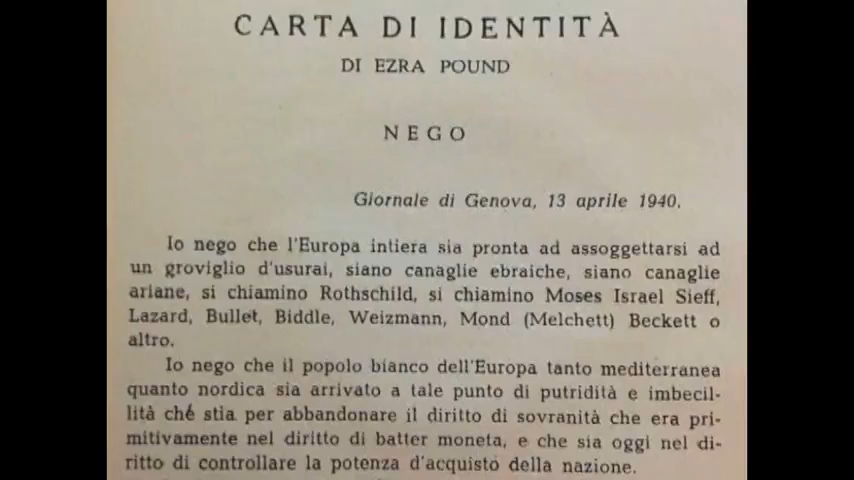 CARTA DI IDENTITÀ
DI EZRA POUND
NEGO
Giornale di Genova, 13 aprile 1940.
Io nego che l'Europa intiera sia pronta ad assoggettarsi ad
un groviglio d'usurai, siano canaglie ebraiche, siano canaglie
ariane, si chiamino Rothschild, si chiamino Moses Israel Sieff,
Lazard, Bullet, Biddle, Weizmann, Mond (Melchett) Beckett o
altro.
Io nego che il popolo bianco dell'Europa tanto mediterranea
quanto nordica sia arrivato a tale punto di putridità e imbecil-
lità ché stia per abbandonare il diritto di sovranità che era pri-
mitivamente nel diritto di batter moneta, e che sia oggi nel di-
ritto di controllare la potenza d'acquisto della nazione.